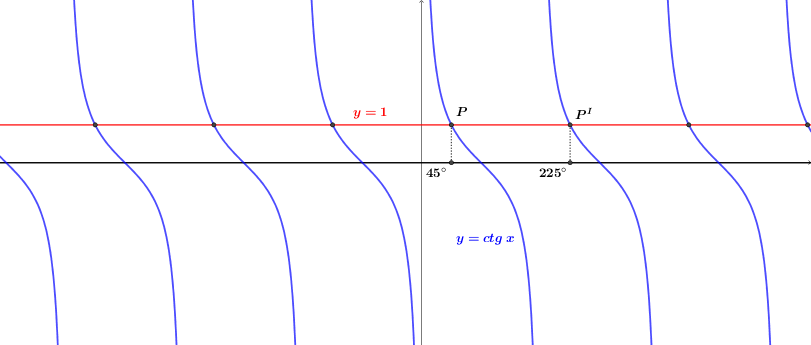 y = 1
P
P^I
45°
225°
y = ctg x